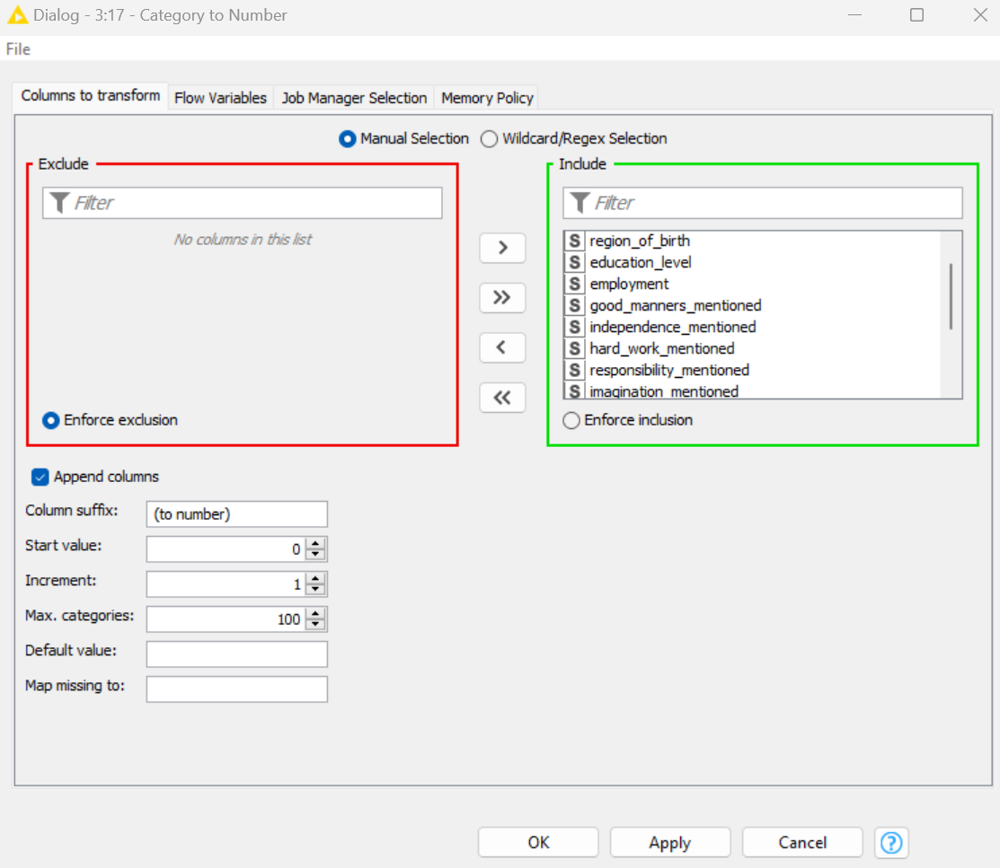 Dialog - 3:17 - Category to Number
File
Columns to transform Flow Variables Job Manager Selection Memory Policy
Manual Selection Wildcard/Regex Selection
Exclude
Filter
No columns in this list
Enforce exclusion
>
>>
<
<<
Include
Filter
S region_of_birth
S education_level
S employment
S good_manners_mentioned
S independence_mentioned
S hard_work_mentioned
S responsibility_mentioned
S imagination_mentioned
Enforce inclusion
Append columns
Column suffix: (to number)
Start value: 0
Increment: 1
Max. categories: 100
Default value:
Map missing to:
OK Apply Cancel ?